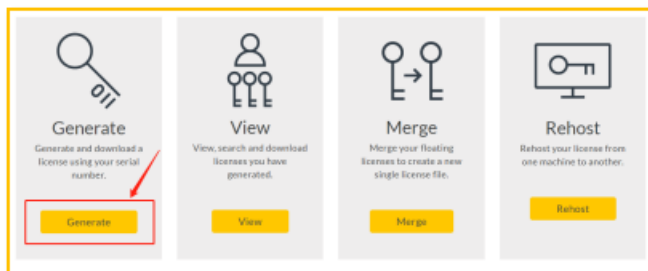 Generate
Generate and download a
license using your serial
number.
Generate
View
View, search and download
licenses you have
generated.
View
Merge
Merge your floating
licenses to create a new
single license file.
Merge
Rehost
Rehost your license from
one machine to another.
Rehost